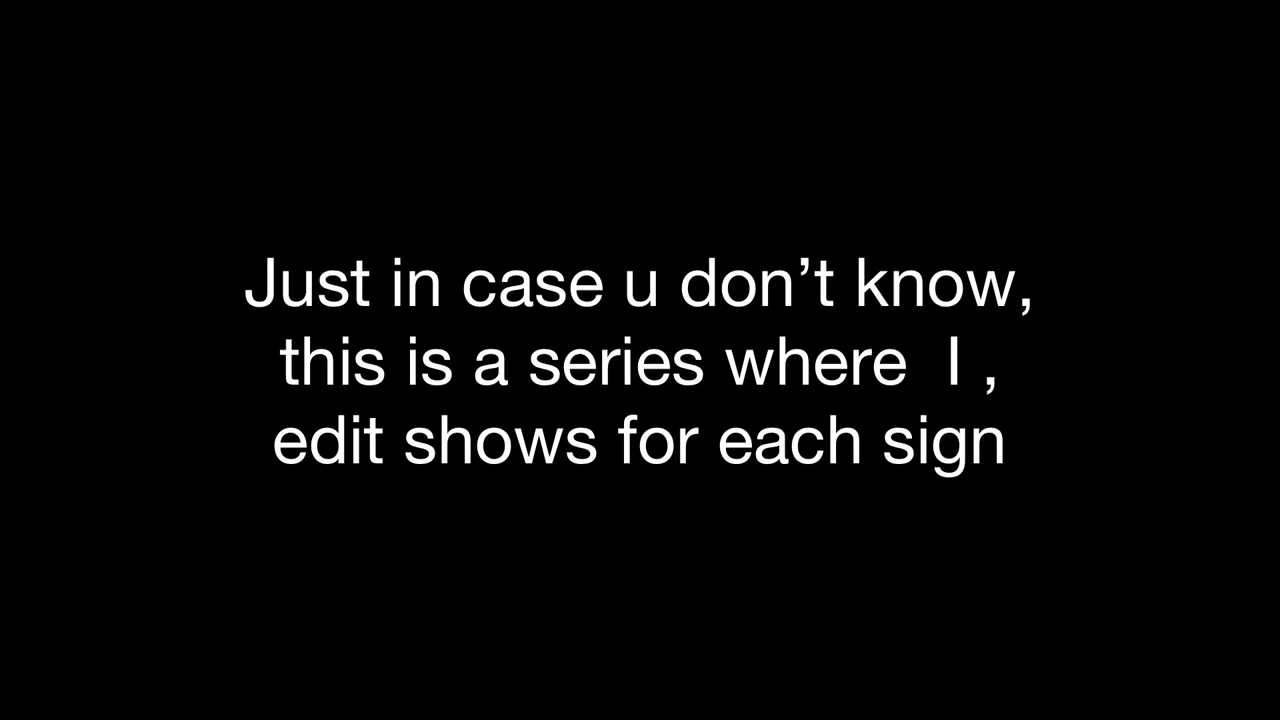 Just in case u don’t know,
this is a series where  I ,
edit shows for each sign